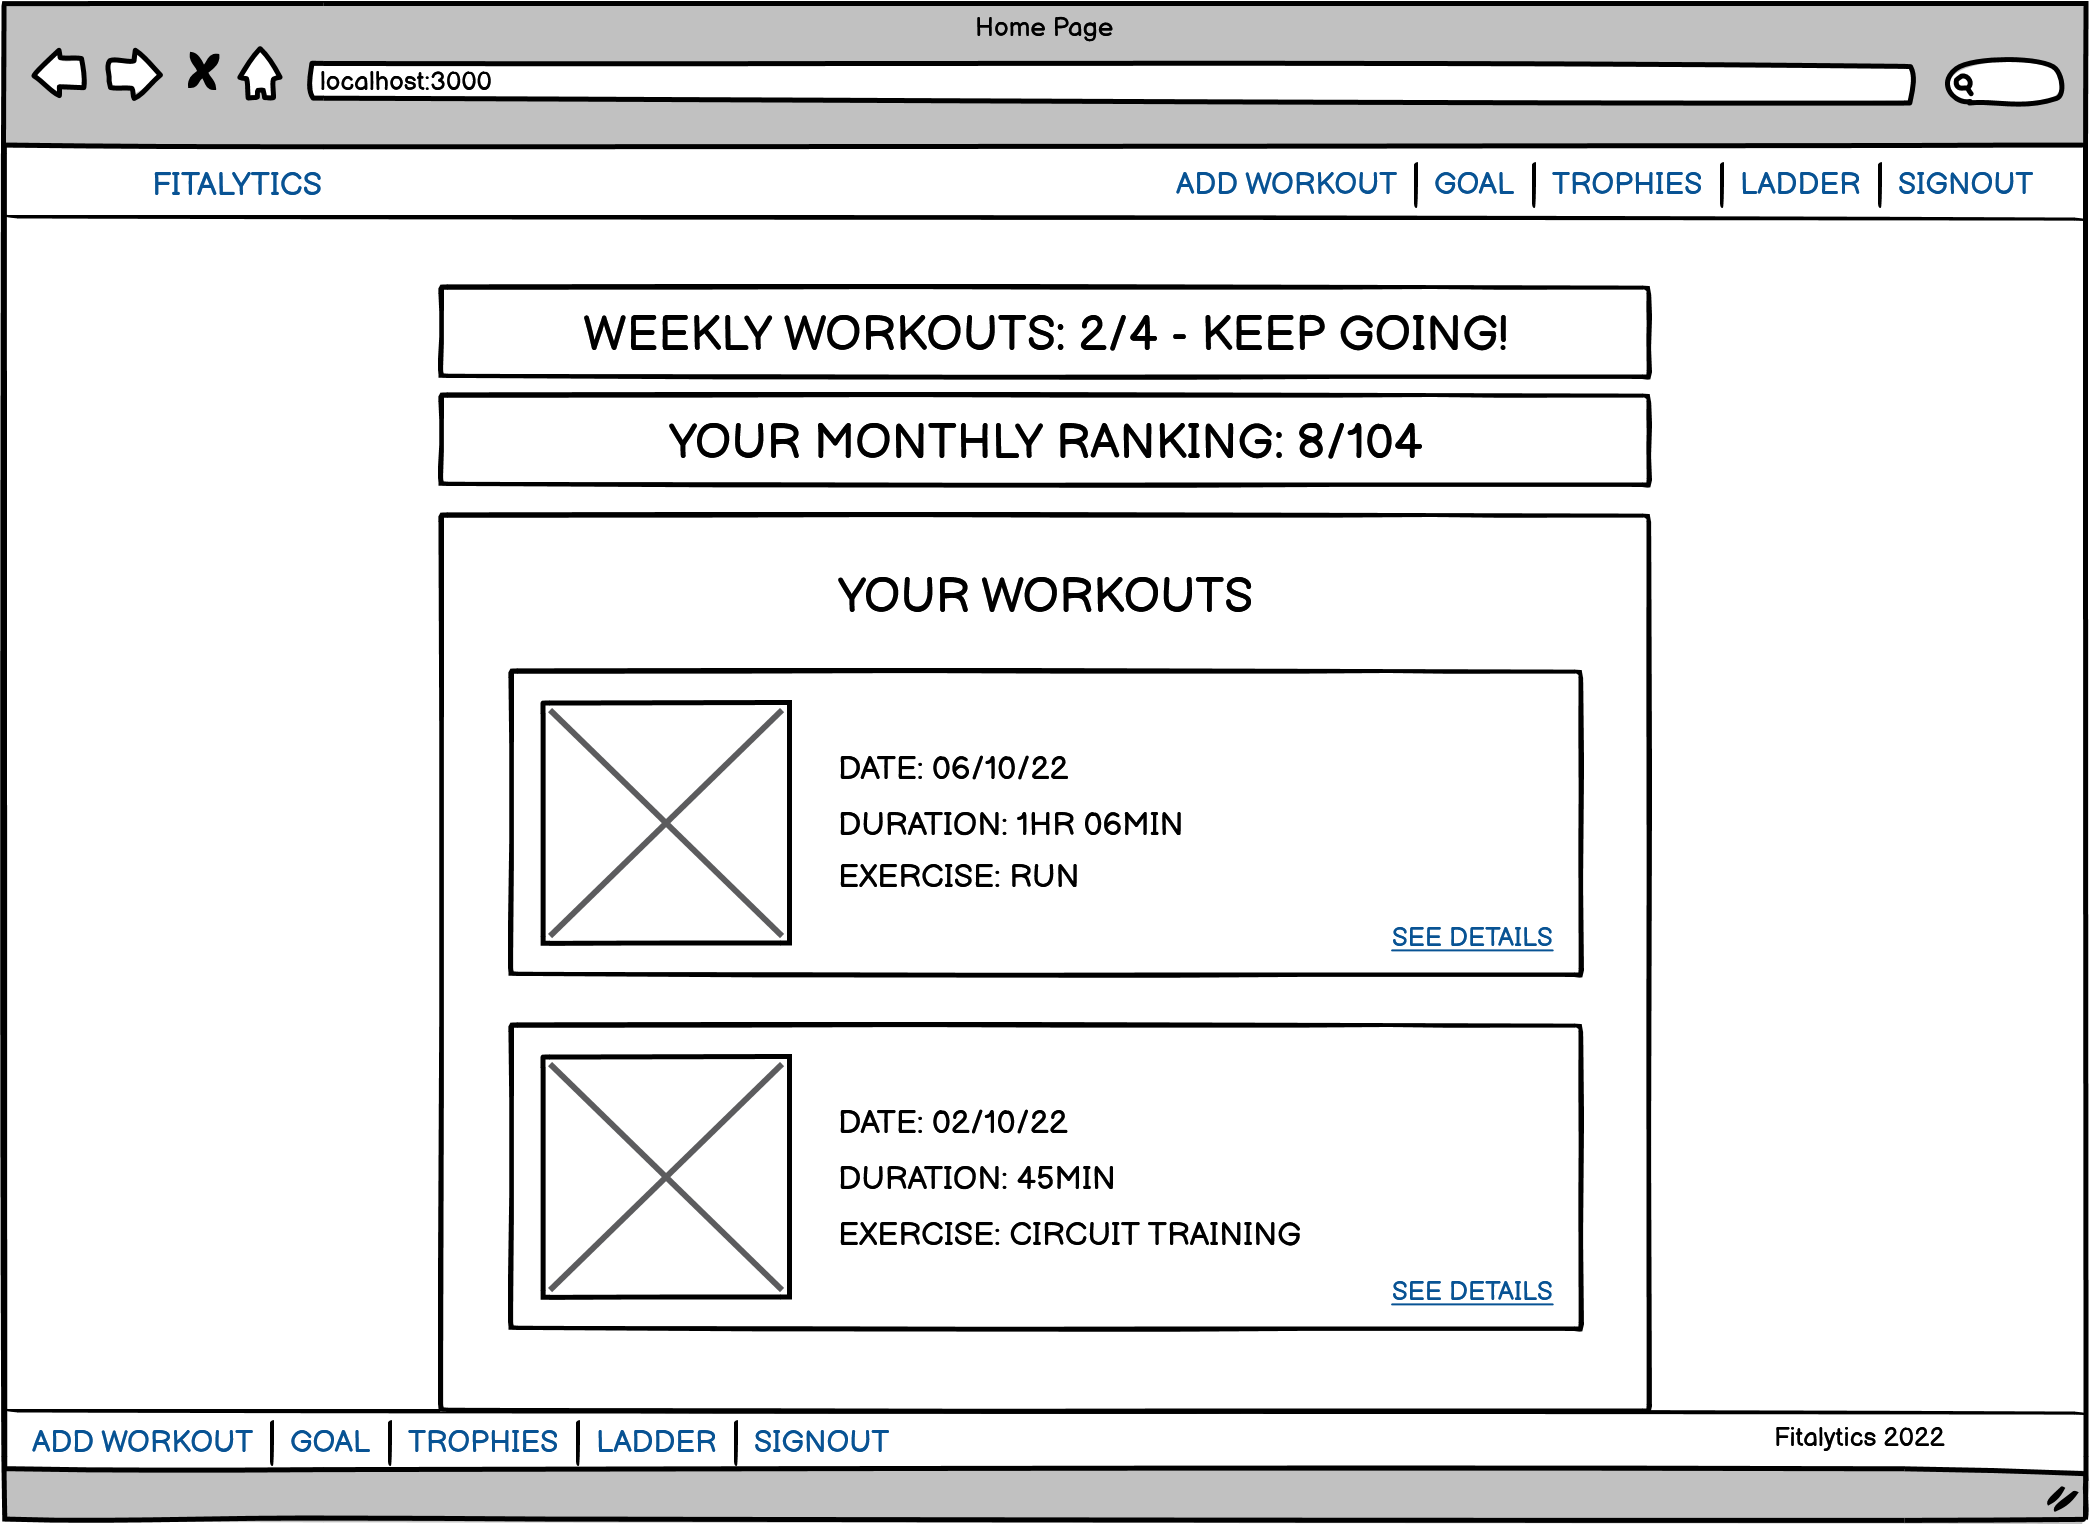 Home Page
localhost:3000
FITALYTICS
ADD WORKOUT GOAL TROPHIES LADDER SIGNOUT
WEEKLY WORKOUTS: 2/4 - KEEP GOING!
YOUR MONTHLY RANKING: 8/104
YOUR WORKOUTS
DATE: 06/10/22
DURATION: 1HR 06MIN
EXERCISE: RUN
SEE DETAILS
DATE: 02/10/22
DURATION: 45MIN
EXERCISE: CIRCUIT TRAINING
SEE DETAILS
ADD WORKOUT GOAL TROPHIES LADDER SIGNOUT
Fitalytics 2022